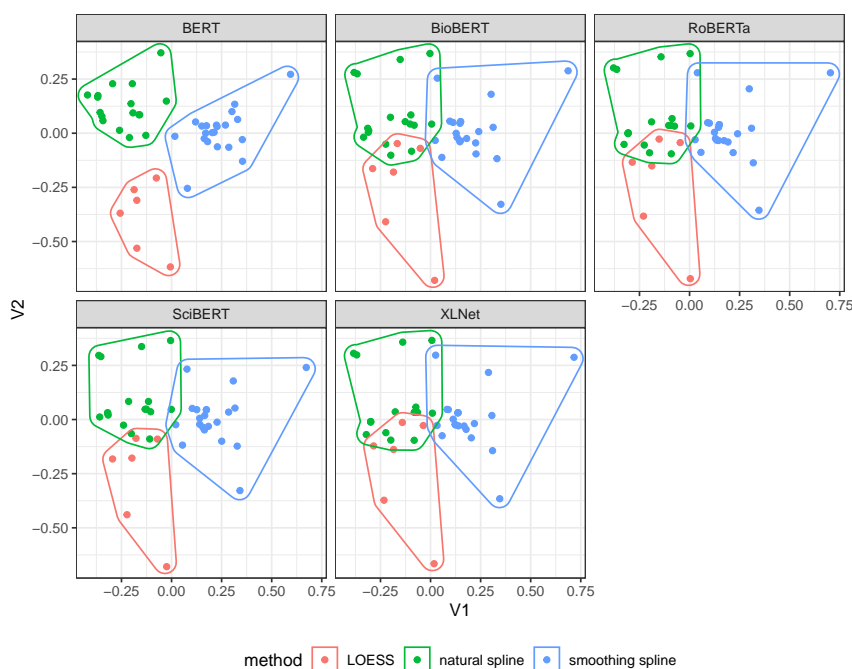 BERT BioBERT RoBERTa
0.25
0.00
−0.25
−0.50
−0.25 0.00 0.25 0.50 0.75
V2
SciBERT XLNet
0.25
0.00
−0.25
−0.50
−0.25 0.00 0.25 0.50 0.75 −0.25 0.00 0.25 0.50 0.75
V1
method LOESS natural spline smoothing spline